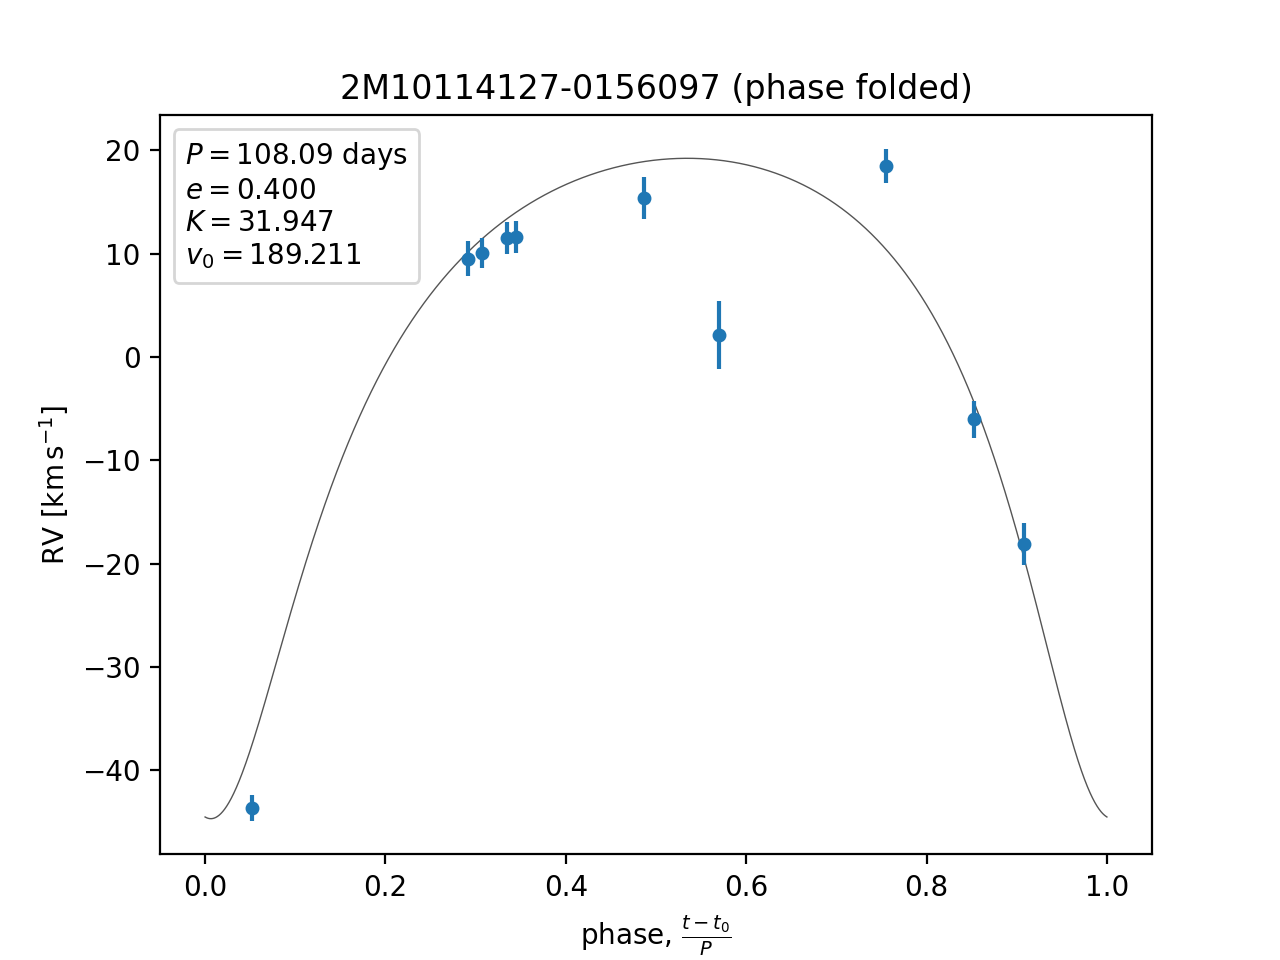 2M10114127-0156097 (phase folded)
P = 108.09 days
e = 0.400
K = 31.947
v₀ = 189.211
20
10
0
−10
−20
−30
−40
RV [km s⁻¹]
0.0 0.2 0.4 0.6 0.8 1.0
phase, (t − t₀)/P